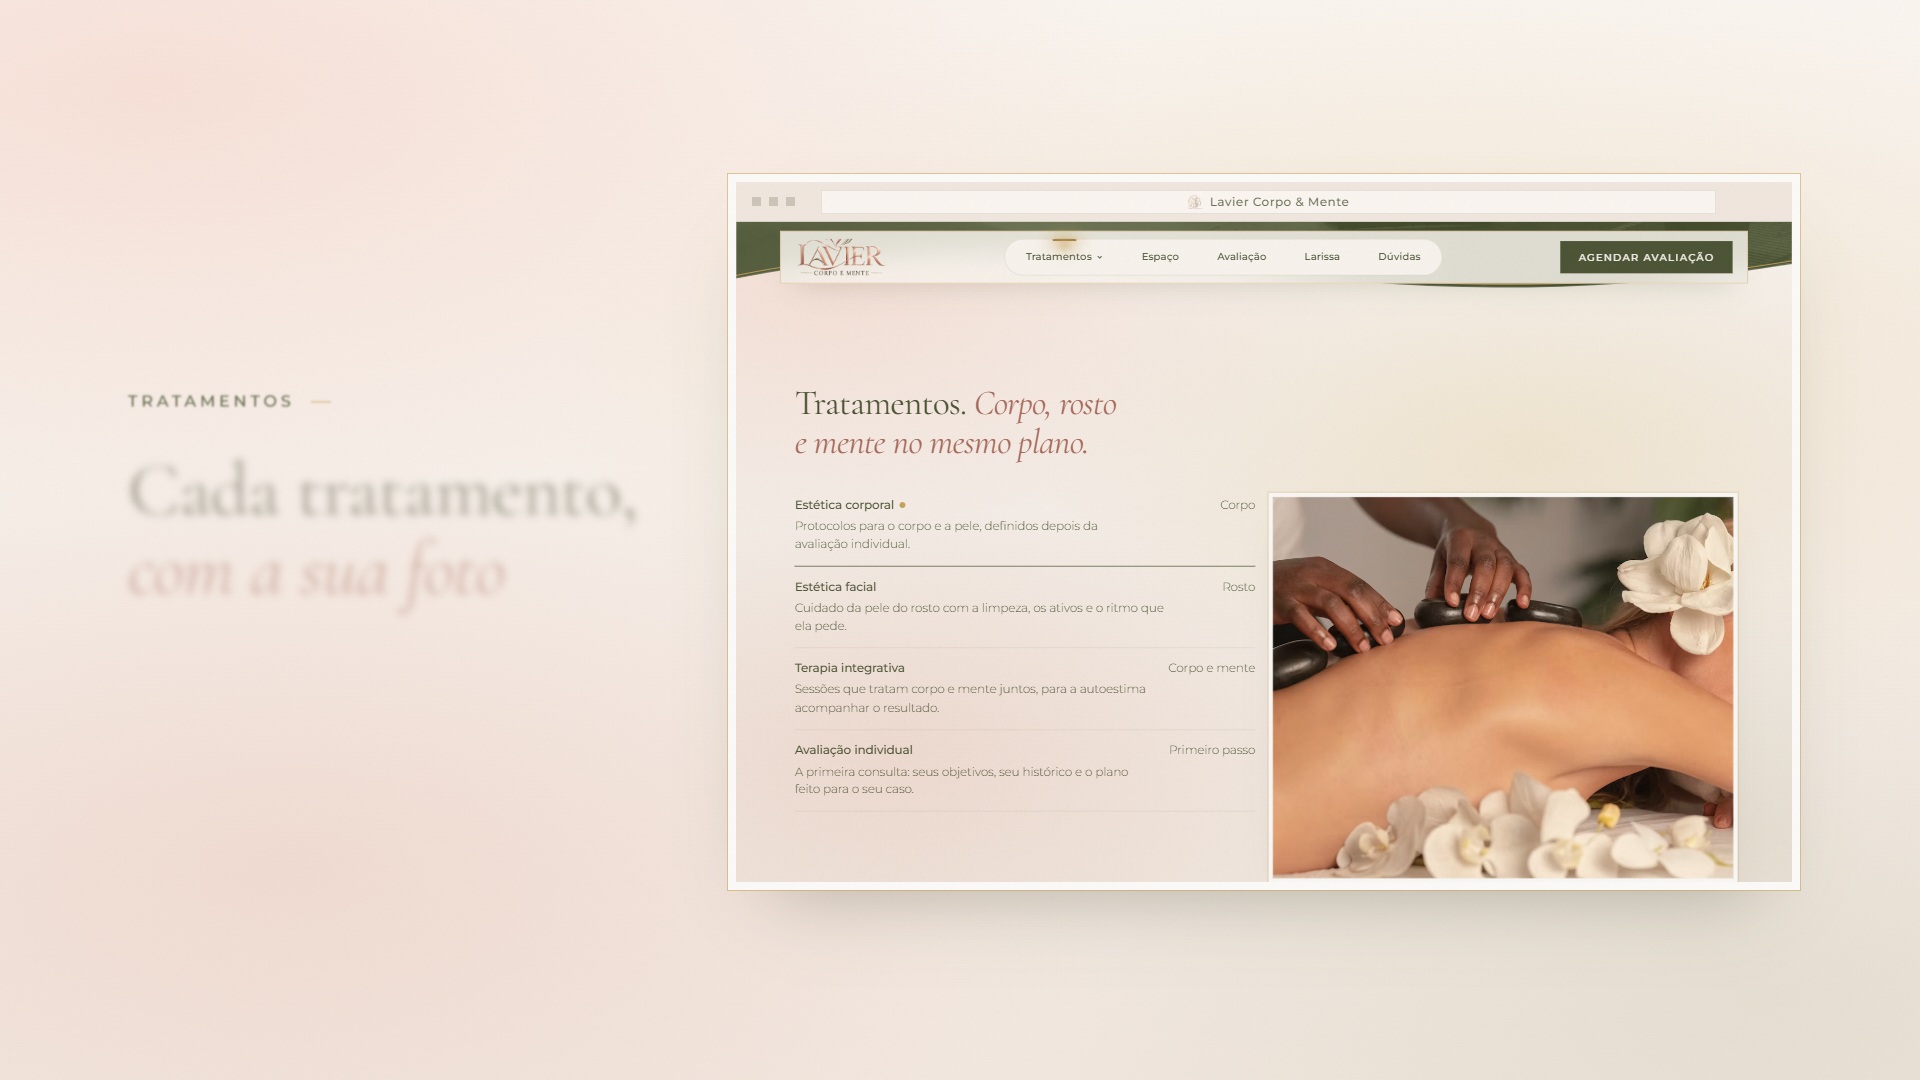 TRATAMENTOS
Cada tratamento,
com a sua foto
Lavier Corpo & Mente
LAVIER
CORPO E MENTE
Tratamentos
Espaço
Avaliação
Larissa
Dúvidas
AGENDAR AVALIAÇÃO
Tratamentos. Corpo, rosto
e mente no mesmo plano.
Estética corporal
Corpo
Protocolos para o corpo e a pele, definidos depois da
avaliação individual.
Estética facial
Rosto
Cuidado da pele do rosto com a limpeza, os ativos e o ritmo que
ela pede.
Terapia integrativa
Corpo e mente
Sessões que tratam corpo e mente juntos, para a autoestima
acompanhar o resultado.
Avaliação individual
Primeiro passo
A primeira consulta: seus objetivos, seu histórico e o plano
feito para o seu caso.